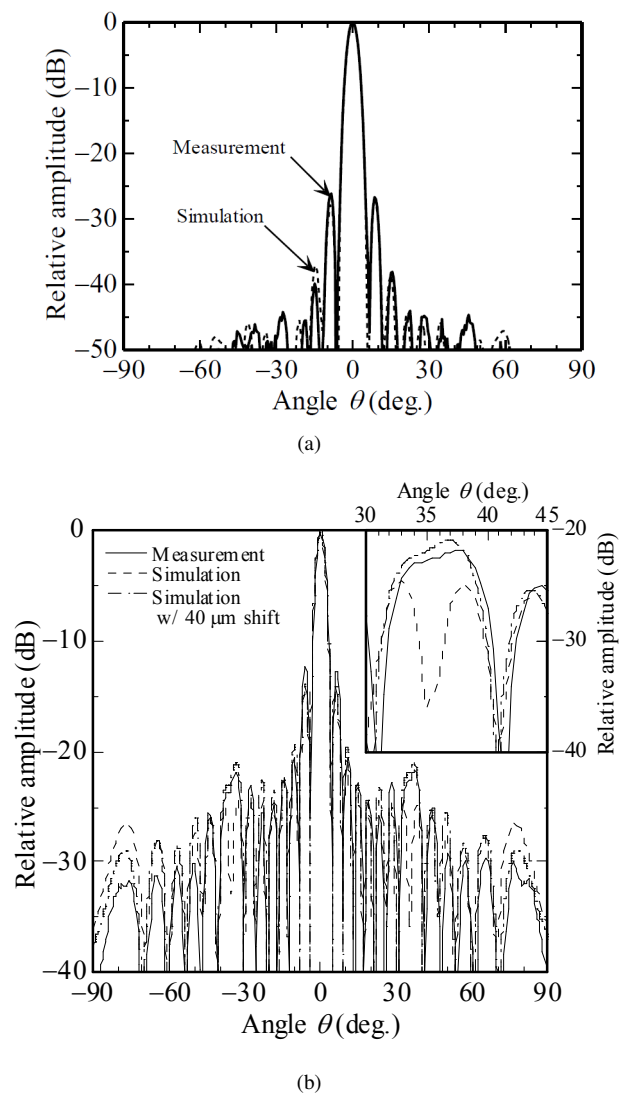 0
−10
−20
−30
−40
−50
Relative amplitude (dB)
Measurement
Simulation
−90 −60 −30 0 30 60 90
Angle θ (deg.)
(a)
Angle θ (deg.)
30 35 40 45
−20
−30
−40
Relative amplitude (dB)
0
−10
−20
−30
−40
Relative amplitude (dB)
Measurement
Simulation
Simulation
w/ 40 μm shift
−90 −60 −30 0 30 60 90
Angle θ (deg.)
(b)